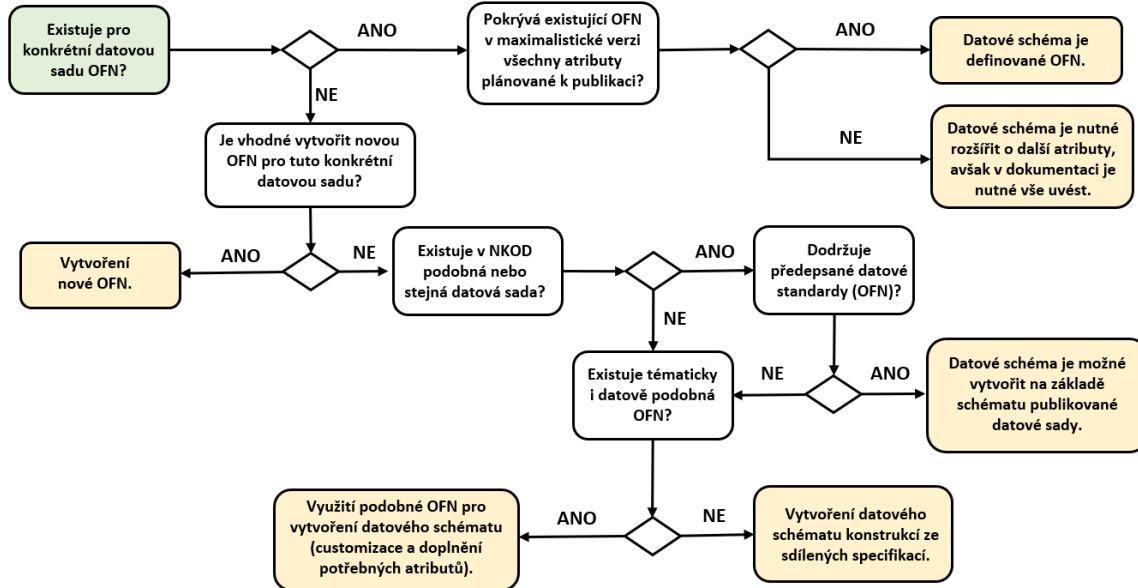 Existuje pro
konkrétní datovou
sadu OFN?
ANO
Pokrývá existující OFN
v maximalistické verzi
všechny atributy
plánované k publikaci?
ANO
Datové schéma je
definované OFN.
NE
Je vhodné vytvořit novou
OFN pro tuto konkrétní
datovou sadu?
NE
Datové schéma je nutné
rozšířit o další atributy,
avšak v dokumentaci je
nutné vše uvést.
Vytvoření
nové OFN.
ANO
NE
Existuje v NKOD
podobná nebo
stejná datová sada?
ANO
Dodržuje
předepsané datové
standardy (OFN)?
NE
Existuje tématicky
i datově podobná
OFN?
NE
ANO
Datové schéma je možné
vytvořit na základě
schématu publikované
datové sady.
Využití podobné OFN pro
vytvoření datového schématu
(customizace a doplnění
potřebných atributů).
ANO
NE
Vytvoření datového
schématu konstrukcí ze
sdílených specifikací.